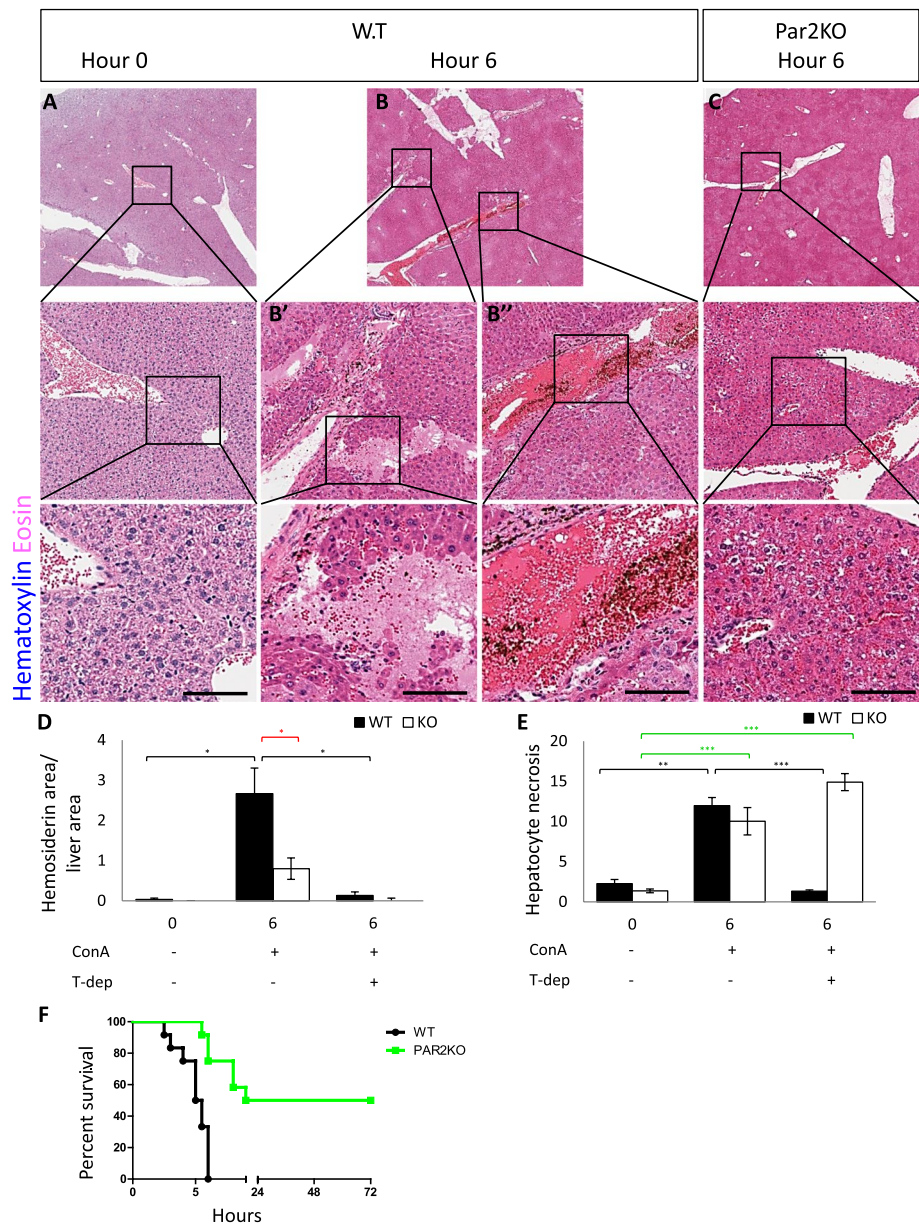 W.T
Par2KO
Hour 0
Hour 6
Hour 6
A
B
C
B’
B’’
Hematoxylin Eosin
D
WT KO
Hemosiderin area/
liver area
4
3
2
1
0
*
*
*
0 6 6
ConA - + +
T-dep - - +
E
WT KO
Hepatocyte necrosis
20
15
10
5
0
***
***
** ***
0 6 6
ConA - + +
T-dep - - +
F
WT
PAR2KO
Percent survival
100
80
60
40
20
0
0 5 24 48 72
Hours